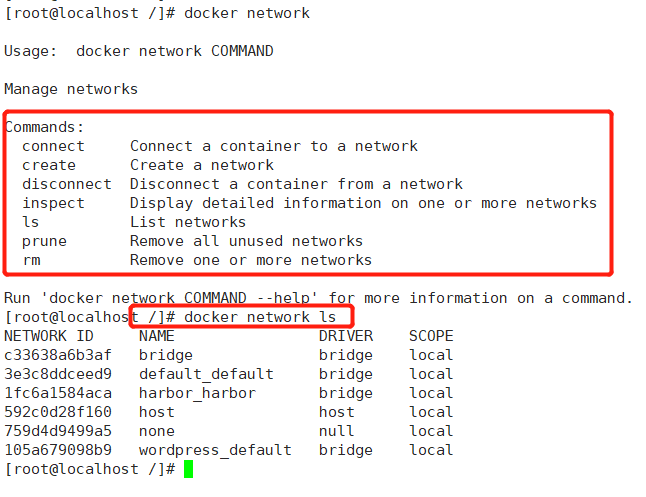 [root@localhost /]# docker network
Usage:  docker network COMMAND
Manage networks
Commands:
  connect     Connect a container to a network
  create      Create a network
  disconnect  Disconnect a container from a network
  inspect     Display detailed information on one or more networks
  ls          List networks
  prune       Remove all unused networks
  rm          Remove one or more networks
Run 'docker network COMMAND --help' for more information on a command.
[root@localhost /]# docker network ls
NETWORK ID     NAME                DRIVER    SCOPE
c33638a6b3af   bridge              bridge    local
3e3c8ddceed9   default_default     bridge    local
1fc6a1584aca   harbor_harbor       bridge    local
592c0d28f160   host                host      local
759d4d9499a5   none                null      local
105a679098b9   wordpress_default   bridge    local
[root@localhost /]#